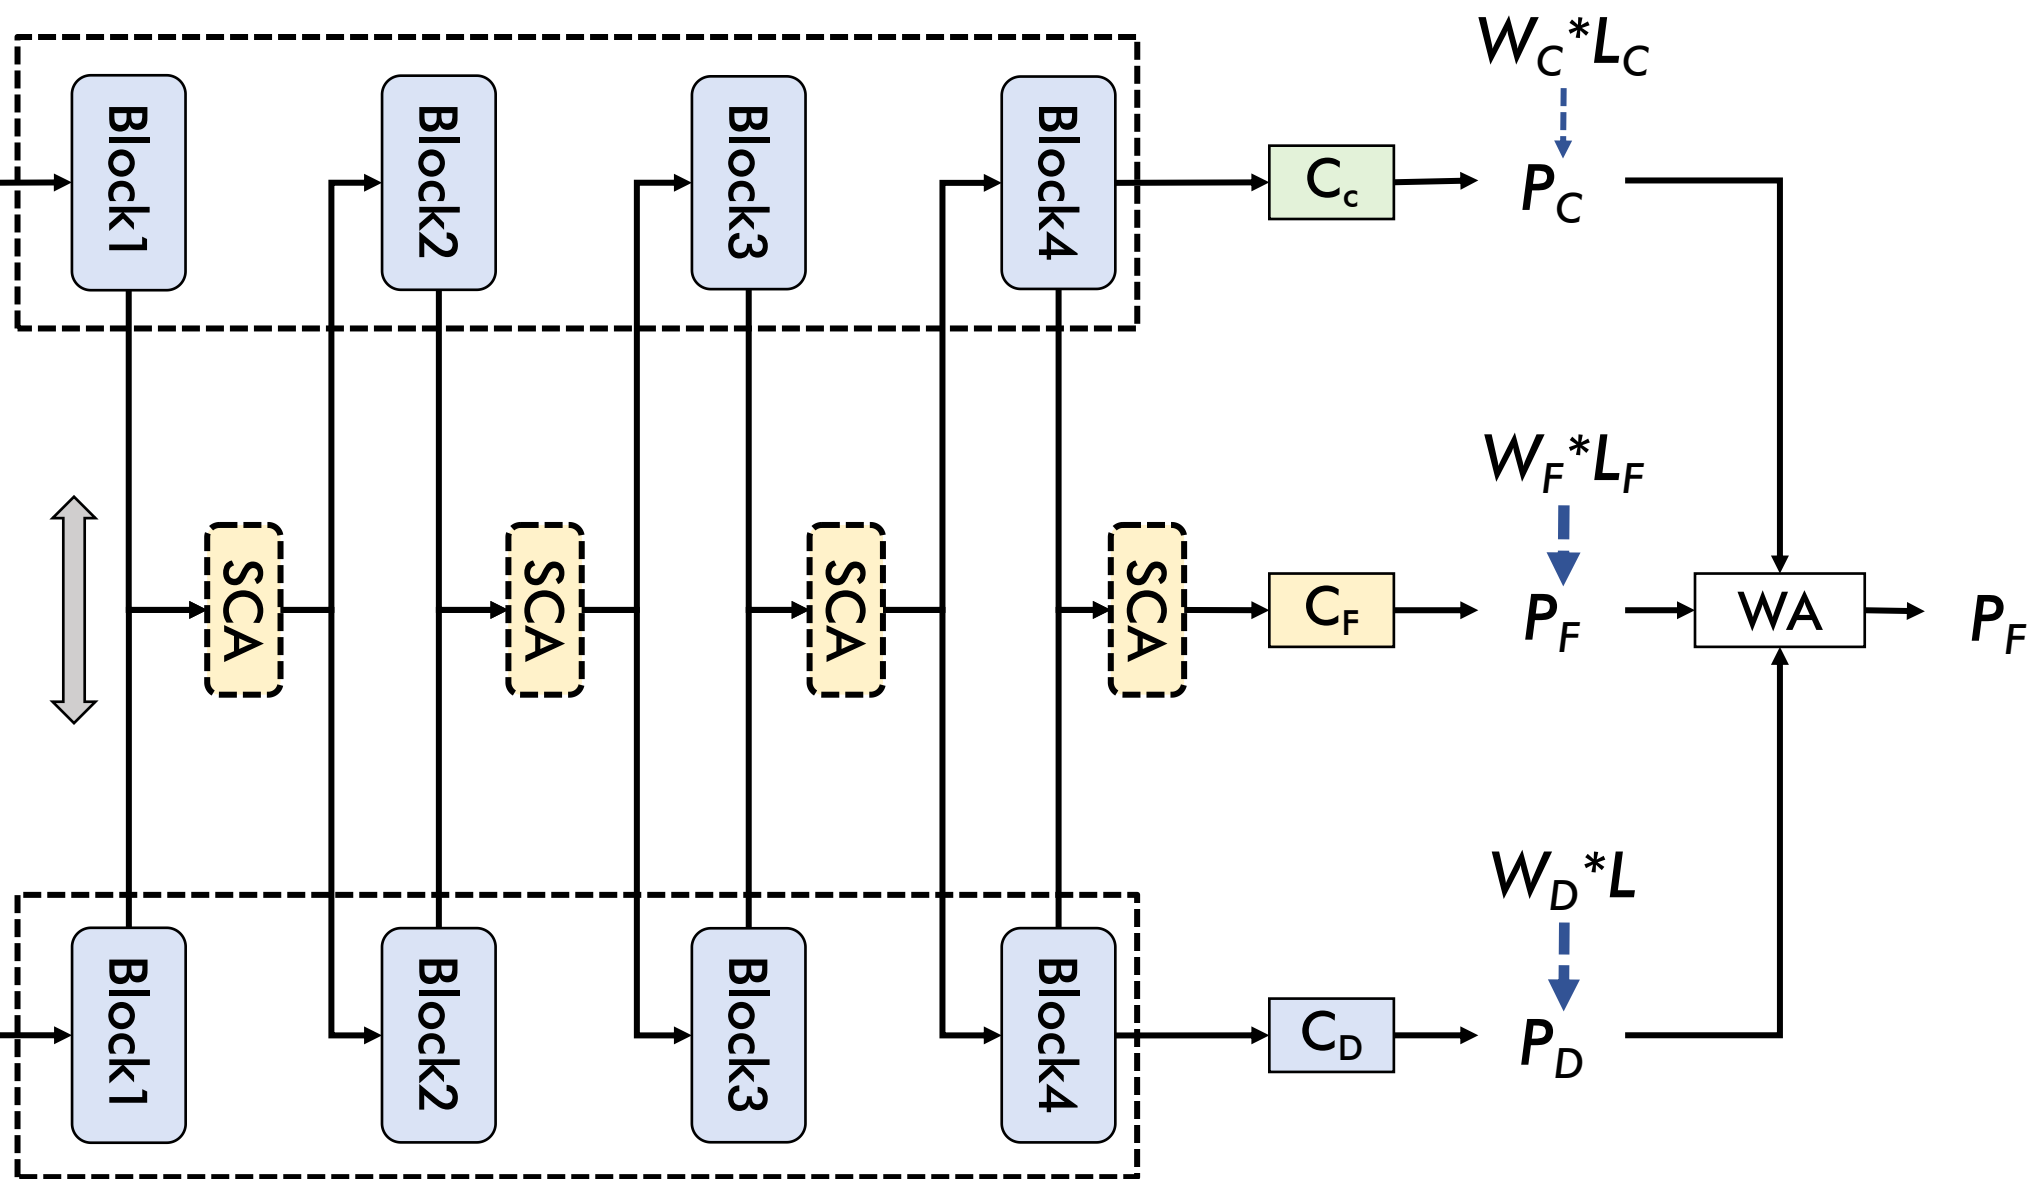 W_C*L_C
Block1 Block2 Block3 Block4
C_c P_C
W_F*L_F
SCA SCA SCA SCA
C_F P_F WA P_F
W_D*L
Block1 Block2 Block3 Block4
C_D P_D